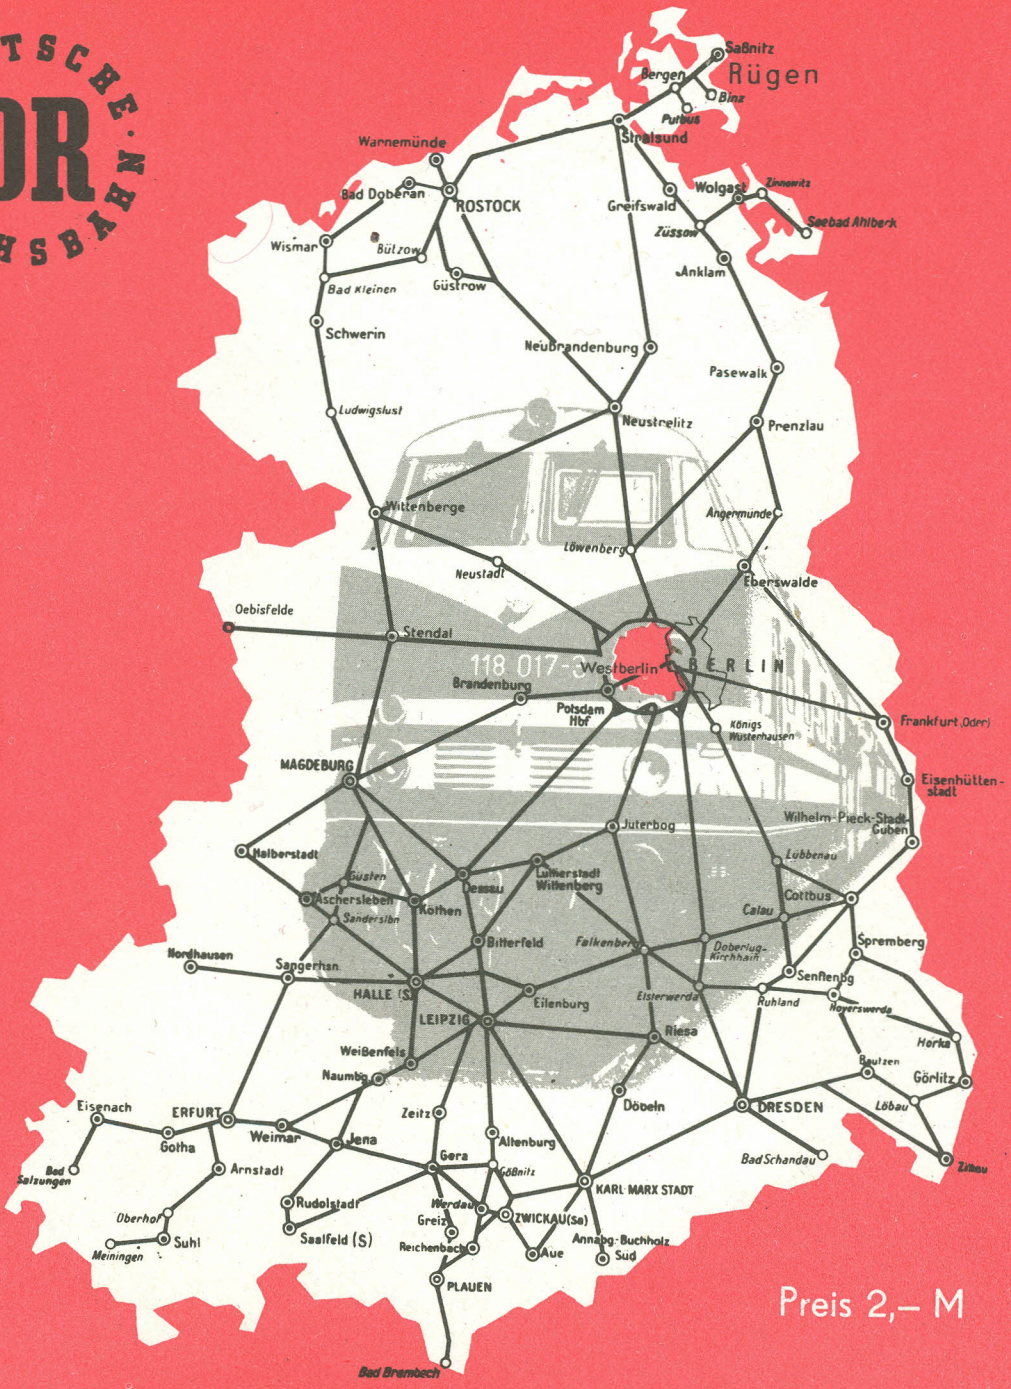 TSCHE
DR
HSBAHN
Saßnitz
Bergen
Rügen
Binz
Putbus
Stralsund
Warnemünde
Bad Doberan
ROSTOCK
Greifswald
Wolgast
Zinnowitz
Züssow
Seebad Ahlbeck
Wismar
Bützow
Anklam
Bad Kleinen
Güstrow
Schwerin
Neubrandenburg
Pasewalk
Ludwigslust
Neustrelitz
Prenzlau
Wittenberge
Angermünde
Löwenberg
Neustadt
Eberswalde
Oebisfelde
Stendal
118 017-3
Westberlin
BERLIN
Brandenburg
Potsdam
Hbf
Königs
Wusterhausen
Frankfurt (Oder)
MAGDEBURG
Eisenhütten-
stadt
Wilhelm-Pieck-Stadt-
Guben
Jüterbog
Halberstadt
Lübbenau
Güsten
Dessau
Lutherstadt
Wittenberg
Aschersleben
Köthen
Cottbus
Calau
Sanderslbn
Bitterfeld
Falkenberg
Doberlug-
Kirchhain
Spremberg
Nordhausen
Sangerhsn.
Senftenbg
HALLE (S)
Eilenburg
Elsterwerda
Ruhland
Hoyerswerda
LEIPZIG
Riesa
Horka
Weißenfels
Bautzen
Naumbg.
Görlitz
Eisenach
ERFURT
Zeitz
Döbeln
DRESDEN
Löbau
Gotha
Weimar
Jena
Altenburg
Bad
Salzungen
Arnstadt
Gera
Gößnitz
Bad Schandau
Zittau
KARL-MARX STADT
Rudolstadt
Werdau
Oberhof
Greiz
ZWICKAU (Sa)
Suhl
Saalfeld (S)
Reichenbach
Aue
Annabg-Buchholz
Süd
Meiningen
PLAUEN
Preis 2,– M
Bad Brambach